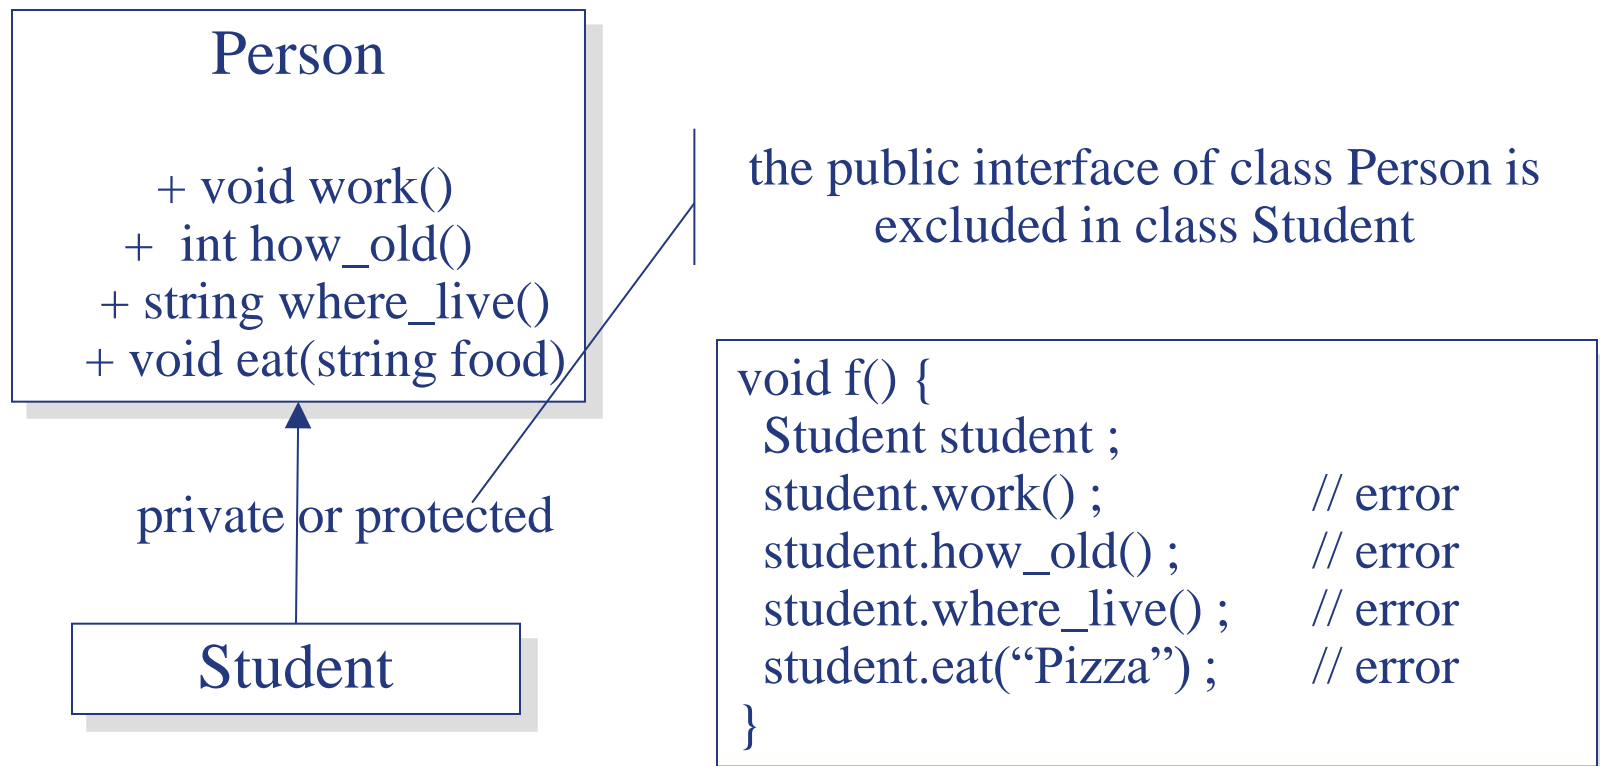 Person
+ void work()
+ int how_old()
+ string where_live()
+ void eat(string food)
the public interface of class Person is
excluded in class Student
private or protected
Student
void f() {
Student student ;
student.work() ; // error
student.how_old() ; // error
student.where_live() ; // error
student.eat(“Pizza”) ; // error
}